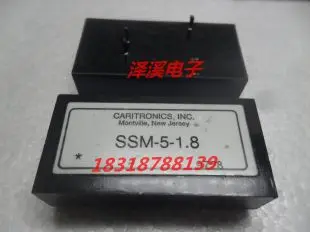 泽溪电子
CARITRONICS, INC.
Montville, New Jersey
SSM-5-1.8
*
18318788139